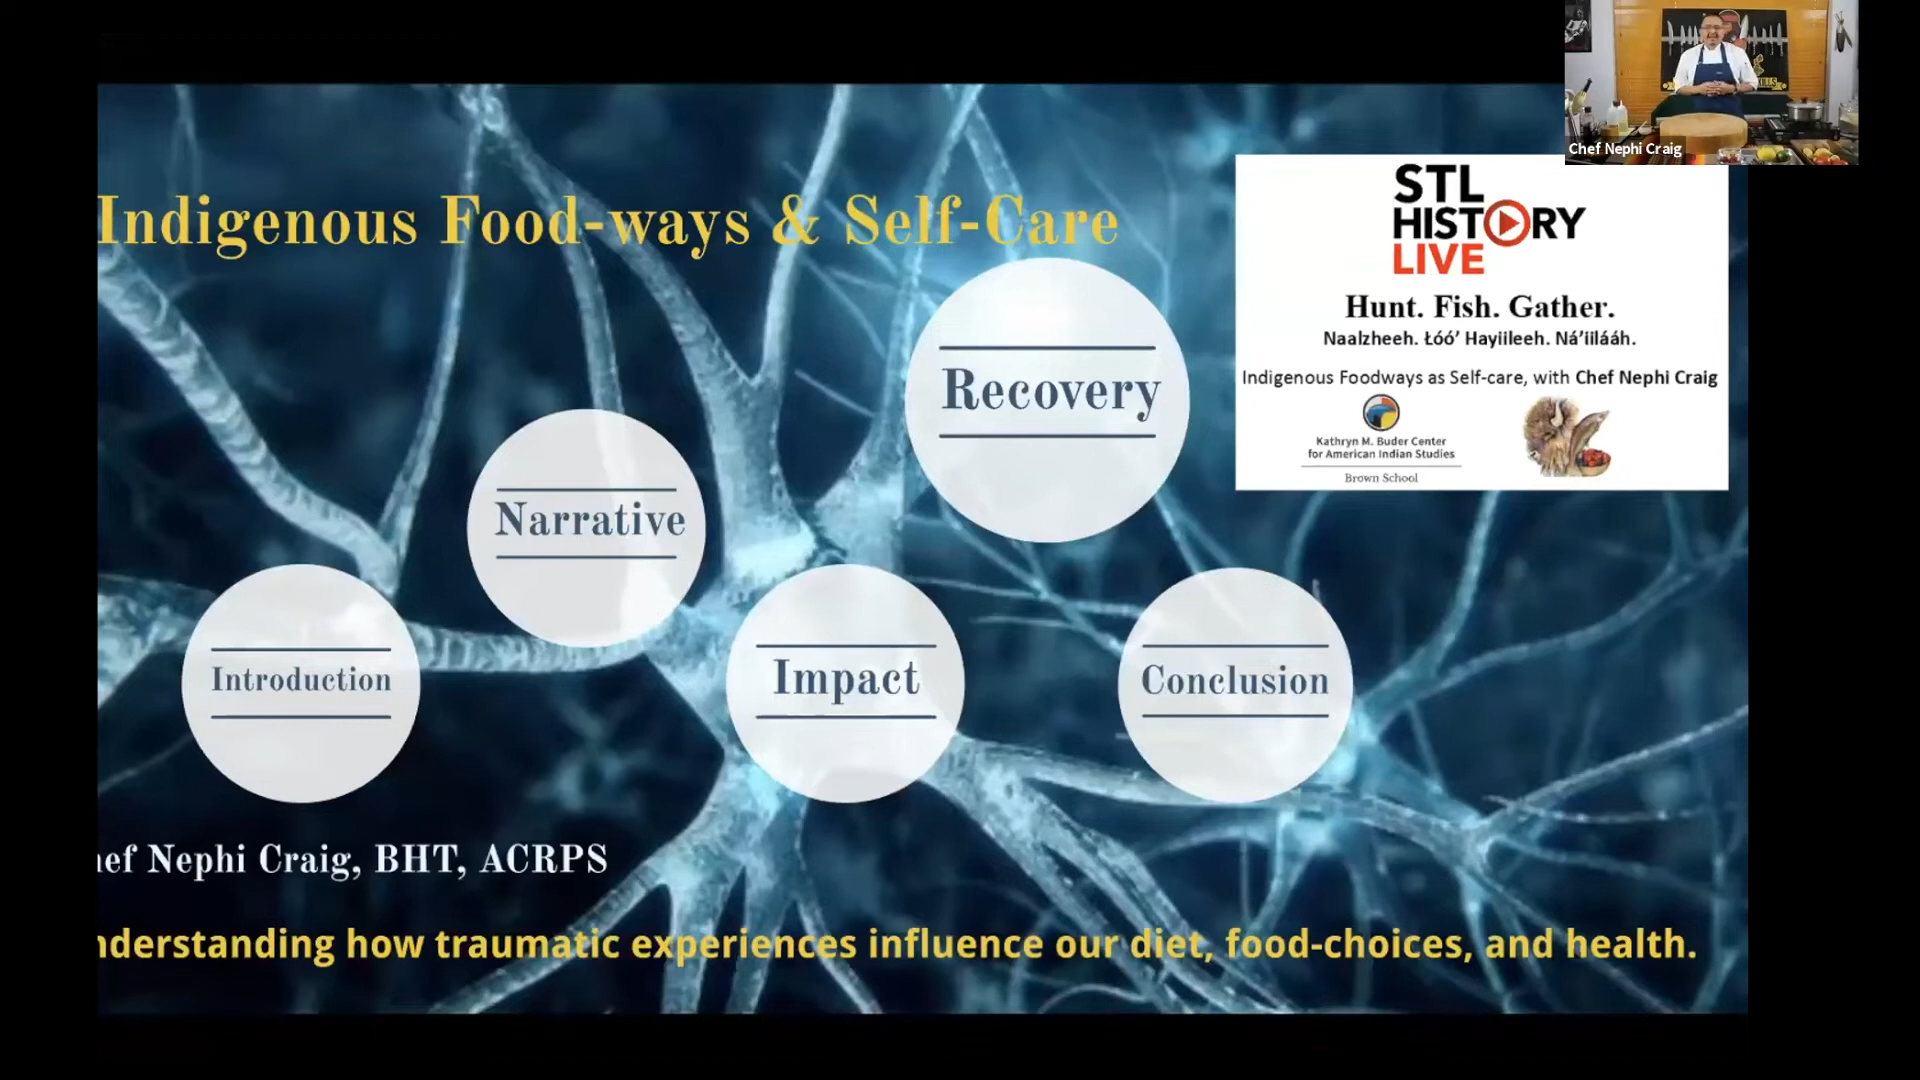 Chef Nephi Craig
STL
HISTORY
LIVE
Hunt. Fish. Gather.
Naalzheeh. Łóó’ Hayiileeh. Ná’iilááh.
Indigenous Foodways as Self-care, with Chef Nephi Craig
Kathryn M. Buder Center
for American Indian Studies
Brown School
Indigenous Food-ways & Self-Care
Recovery
Narrative
Introduction
Impact
Conclusion
hef Nephi Craig, BHT, ACRPS
nderstanding how traumatic experiences influence our diet, food-choices, and health.